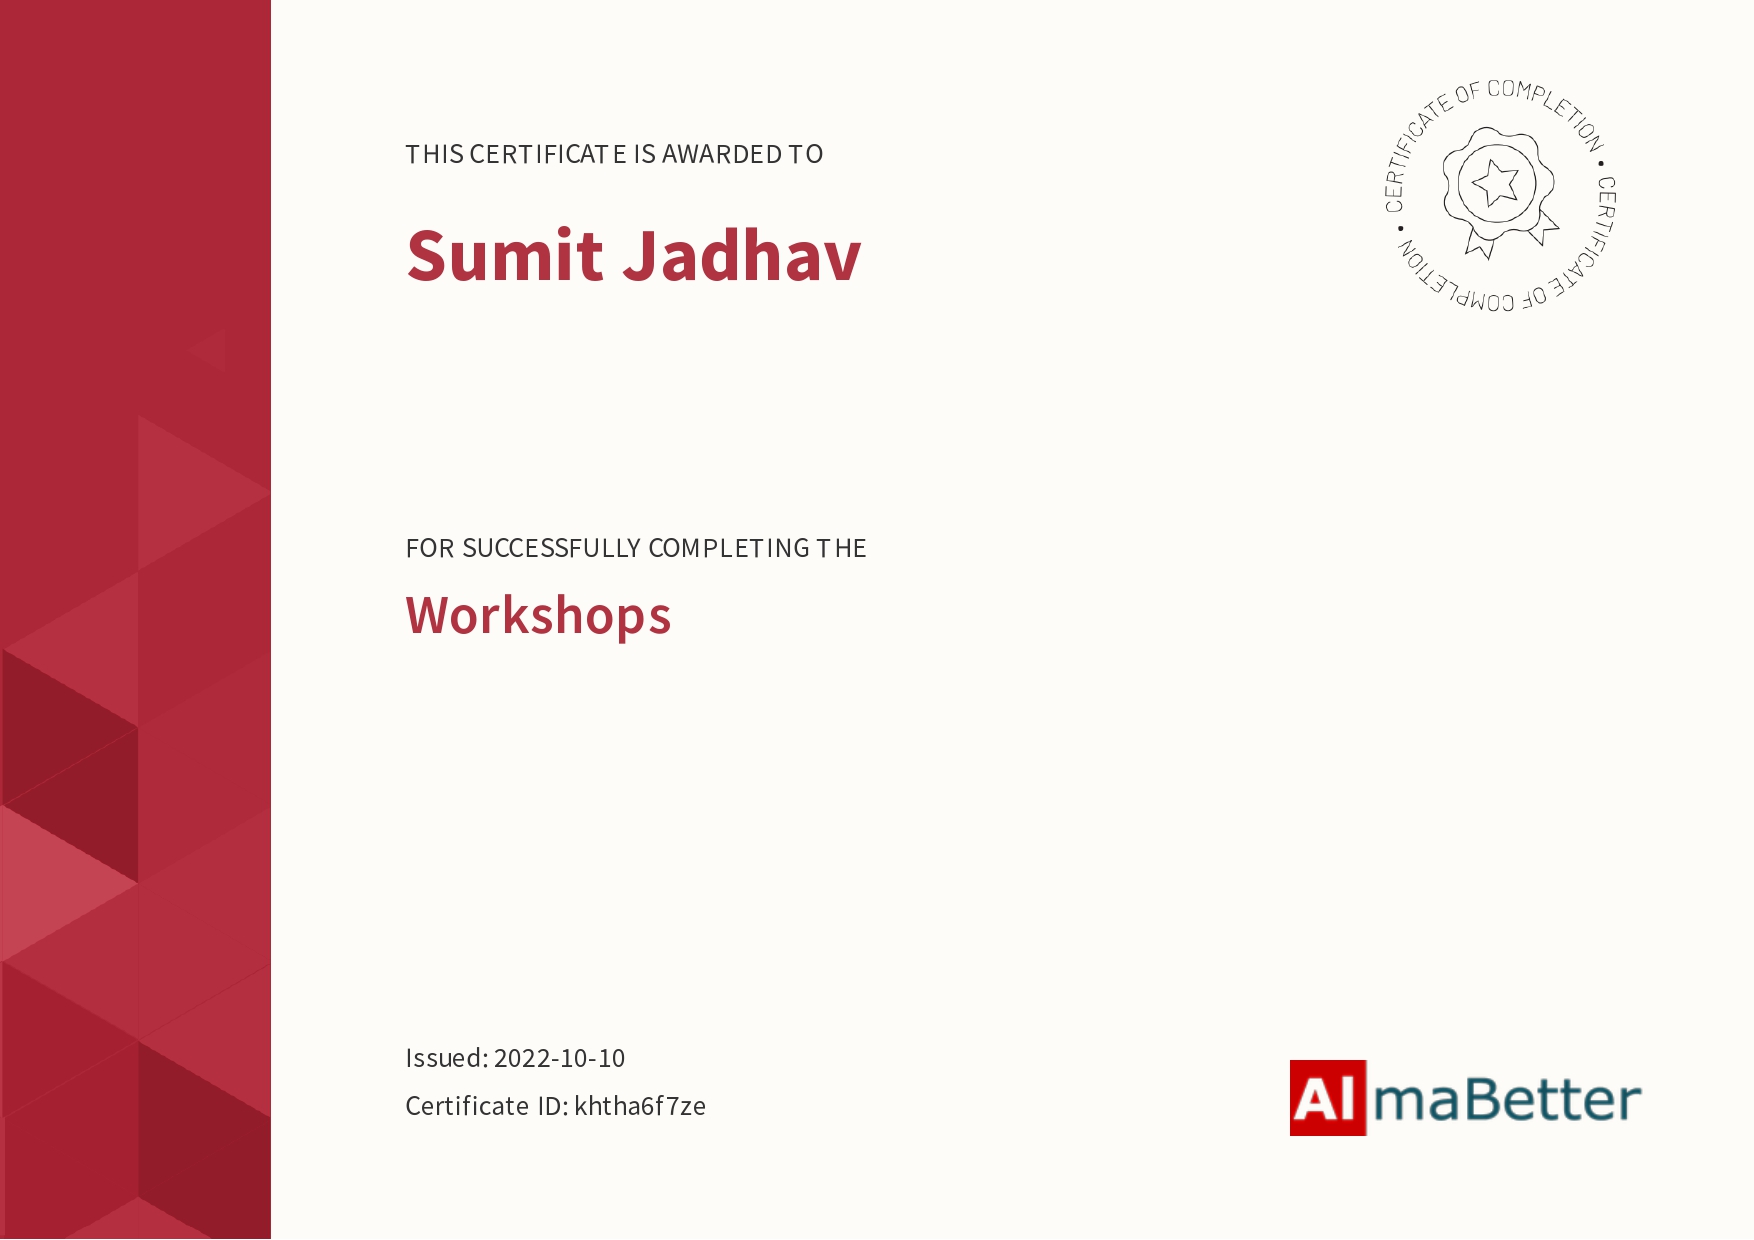 THIS CERTIFICATE IS AWARDED TO
Sumit Jadhav
CERTIFICATE OF COMPLETION • CERTIFICATE OF COMPLETION •
FOR SUCCESSFULLY COMPLETING THE
Workshops
Issued: 2022-10-10
Certificate ID: khtha6f7ze
AlmaBetter